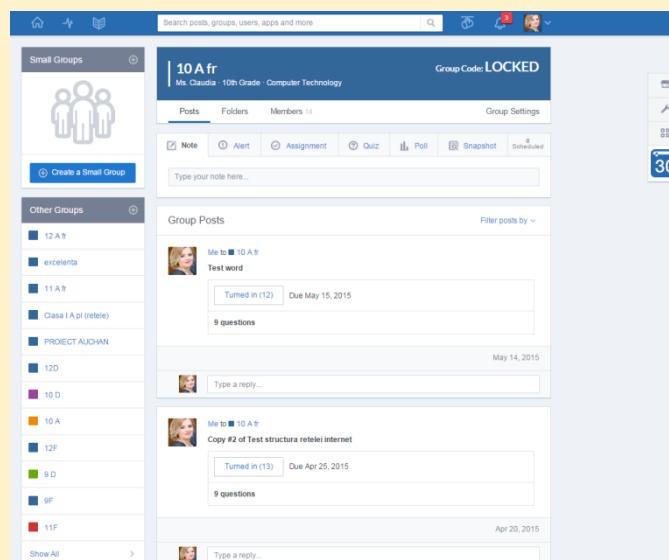 Search posts, groups, users, apps and more
3
Small Groups
Create a Small Group
Other Groups
12 A fr
excelenta
11 A fr
Clasa I A pl (retele)
PROIECT AUCHAN
12D
10 D
10 A
12F
9 D
9F
11F
Show All
10 A fr
Group Code: LOCKED
Ms. Claudia · 10th Grade · Computer Technology
Posts Folders Members 14 Group Settings
Note Alert Assignment Quiz Poll Snapshot
Scheduled
Type your note here...
Group Posts Filter posts by
Me to 10 A fr
Test word
Turned in (12) Due May 15, 2015
9 questions
May 14, 2015
Type a reply...
Me to 10 A fr
Copy #2 of Test structura retelei internet
Turned in (13) Due Apr 25, 2015
9 questions
Apr 20, 2015
Type a reply...
30